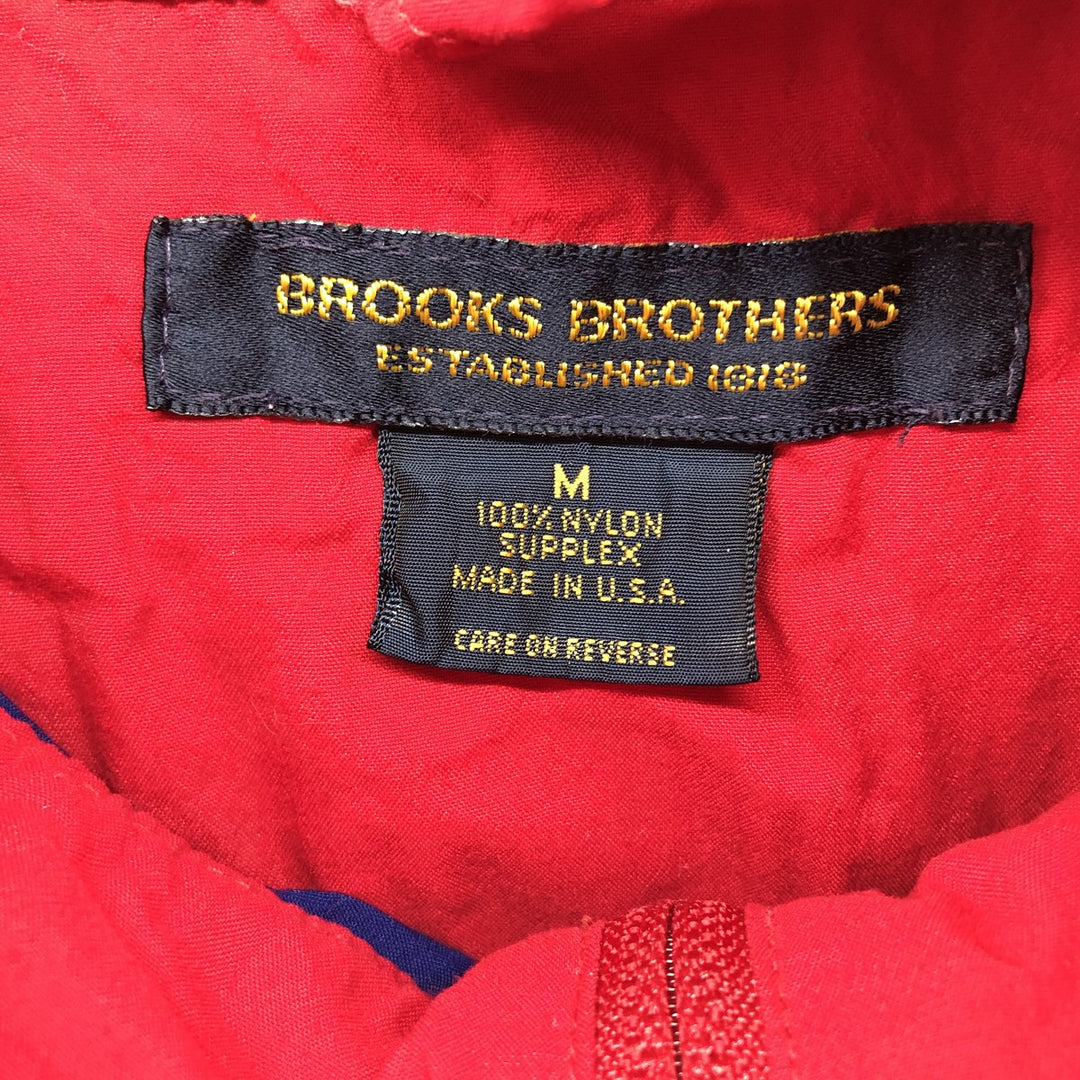 BROOKS BROTHERS
ESTABLISHED 1818
M
100% NYLON
SUPPLEX
MADE IN U.S.A.
CARE ON REVERSE